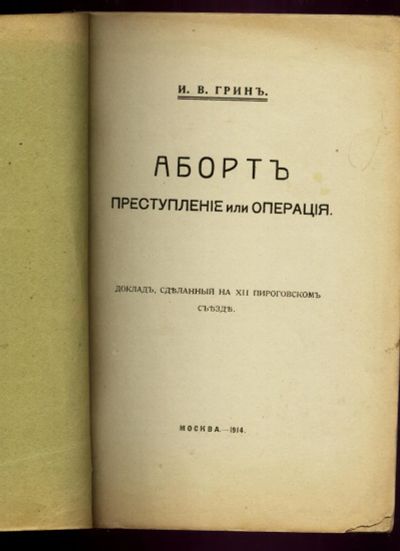 И. В. ГРИНЪ.
АБОРТЪ
ПРЕСТУПЛЕНІЕ или ОПЕРАЦІЯ.
ДОКЛАДЪ, СДѢЛАННЫЙ НА XII ПИРОГОВСКОМЪ
СЪѢЗДѢ.
МОСКВА.—1914.